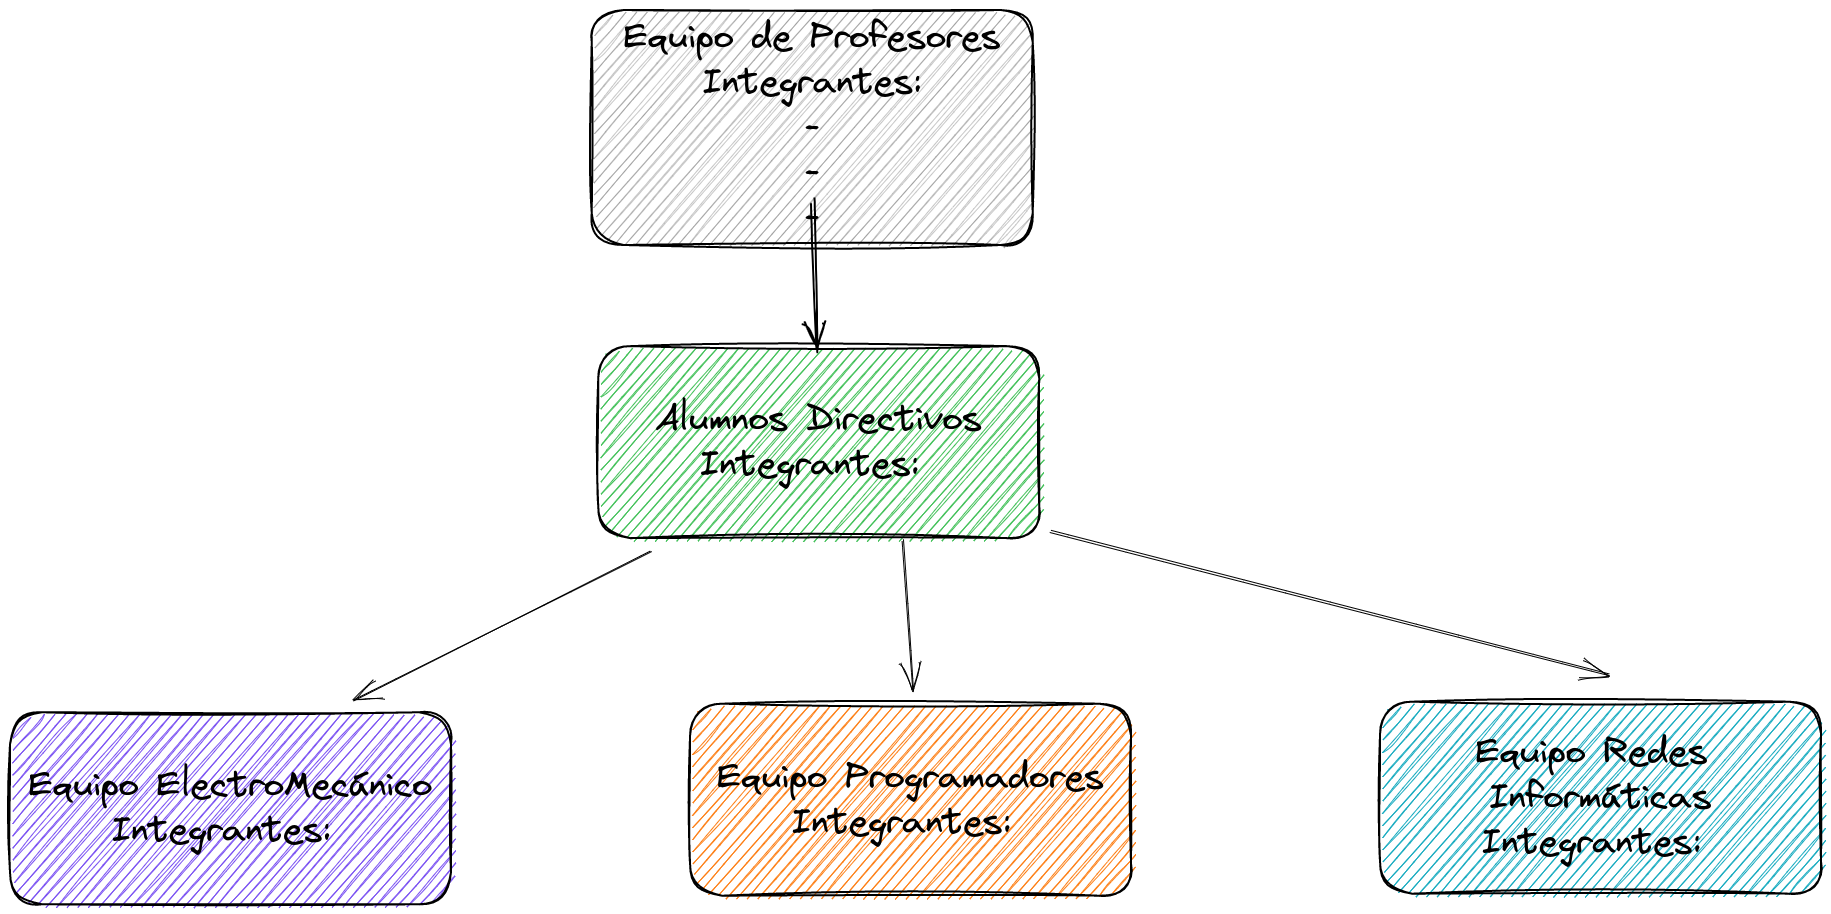 Equipo de Profesores
Integrantes:
-
-
-
Alumnos Directivos
Integrantes:
Equipo ElectroMecánico
Integrantes:
Equipo Programadores
Integrantes:
Equipo Redes
Informáticas
Integrantes: